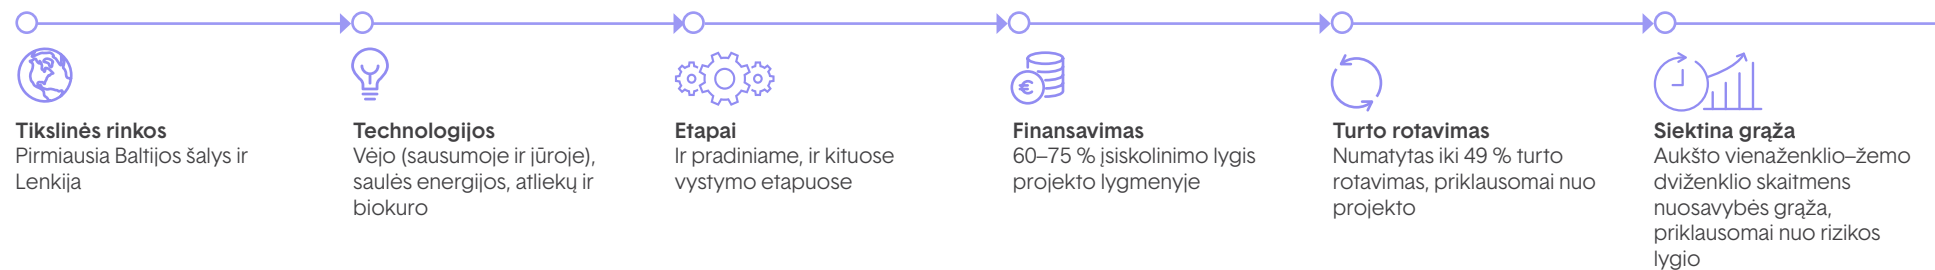 Tikslinės rinkos
Pirmiausia Baltijos šalys ir
Lenkija
Technologijos
Vėjo (sausumoje ir jūroje),
saulės energijos, atliekų ir
biokuro
Etapai
Ir pradiniame, ir kituose
vystymo etapuose
€
Finansavimas
60–75 % įsiskolinimo lygis
projekto lygmenyje
Turto rotavimas
Numatytas iki 49 % turto
rotavimas, priklausomai nuo
projekto
Siektina grąža
Aukšto vienaženklio–žemo
dviženklio skaitmens
nuosavybės grąža,
priklausomai nuo rizikos
lygio